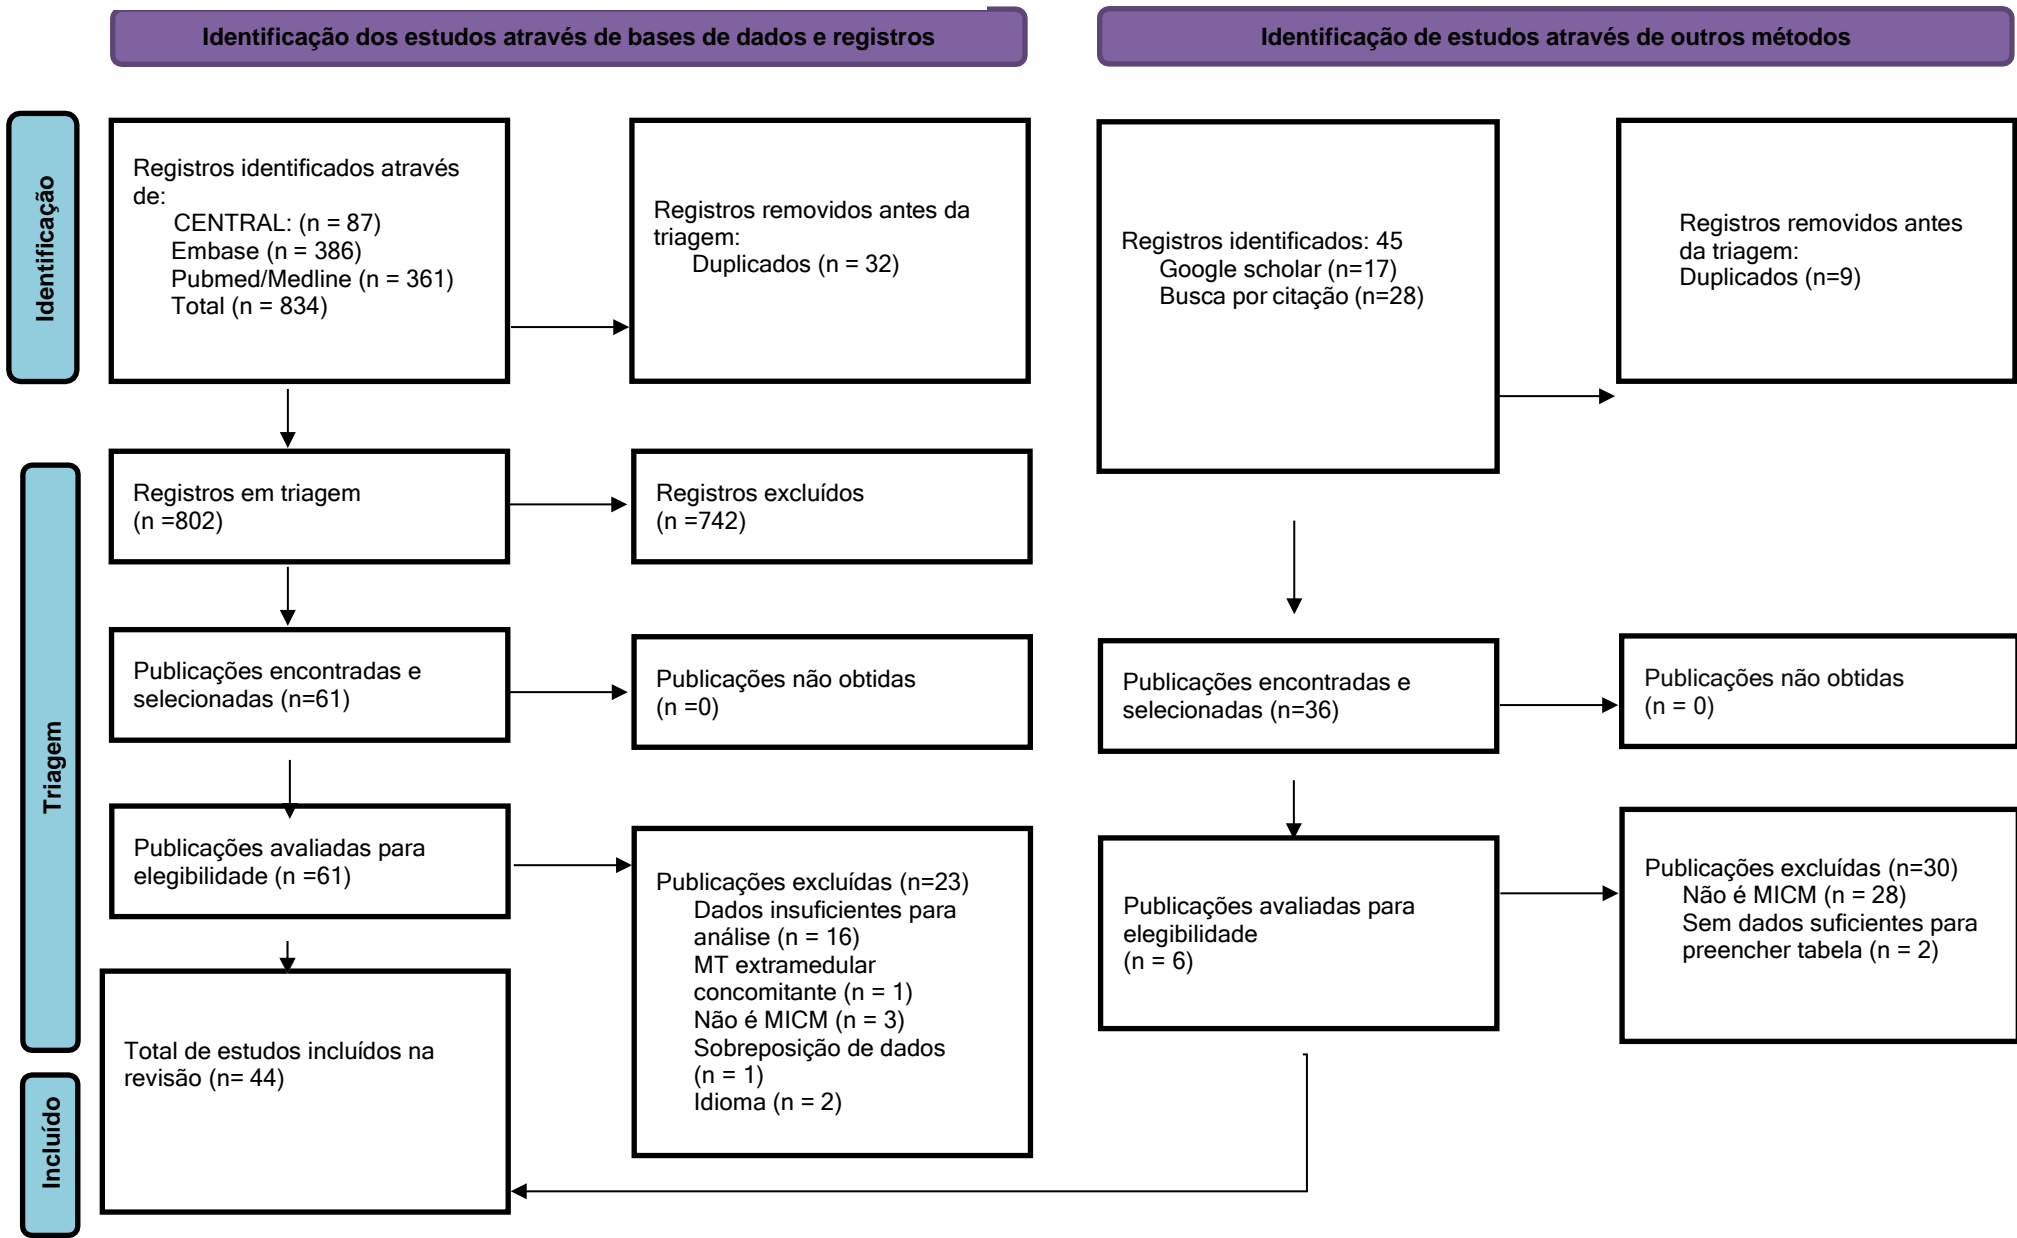 Identificação dos estudos através de bases de dados e registros
Identificação de estudos através de outros métodos
Identificação
Registros identificados através
de:
CENTRAL: (n = 87)
Embase (n = 386)
Pubmed/Medline (n = 361)
Total (n = 834)
Registros removidos antes da
triagem:
Duplicados (n = 32)
Registros identificados: 45
Google scholar (n=17)
Busca por citação (n=28)
Registros removidos antes
da triagem:
Duplicados (n=9)
Triagem
Registros em triagem
(n =802)
Registros excluídos
(n =742)
Publicações encontradas e
selecionadas (n=61)
Publicações não obtidas
(n =0)
Publicações encontradas e
selecionadas (n=36)
Publicações não obtidas
(n = 0)
Publicações avaliadas para
elegibilidade (n =61)
Publicações excluídas (n=23)
Dados insuficientes para
análise (n = 16)
MT extramedular
concomitante (n = 1)
Não é MICM (n = 3)
Sobreposição de dados
(n = 1)
Idioma (n = 2)
Publicações avaliadas para
elegibilidade
(n = 6)
Publicações excluídas (n=30)
Não é MICM (n = 28)
Sem dados suficientes para
preencher tabela (n = 2)
Incluído
Total de estudos incluídos na
revisão (n= 44)